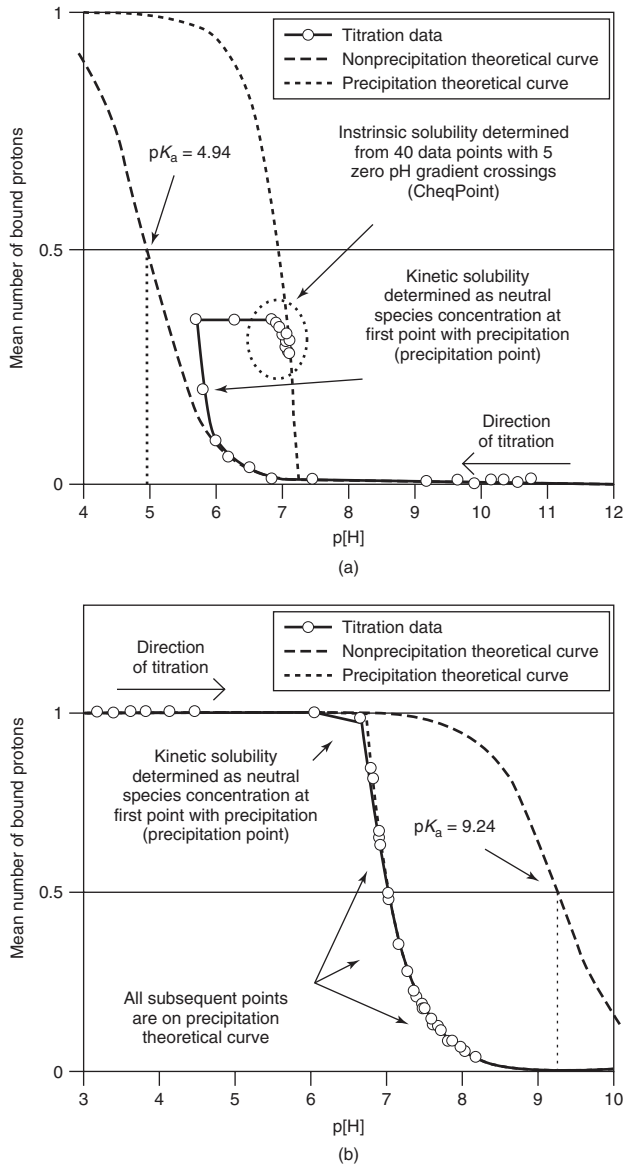 1
Titration data
Nonprecipitation theoretical curve
Precipitation theoretical curve
Instrinsic solubility determined
from 40 data points with 5
zero pH gradient crossings
(CheqPoint)
pKa = 4.94
0.5
Kinetic solubility
determined as neutral
species concentration at
first point with precipitation
(precipitation point)
Direction
of titration
Mean number of bound protons
0
4 5 6 7 8 9 10 11 12
p[H]
(a)
Direction
of titration
Titration data
Nonprecipitation theoretical curve
Precipitation theoretical curve
1
Kinetic solubility
determined as neutral
species concentration at
first point with precipitation
(precipitation point)
pKa = 9.24
0.5
Mean number of bound protons
All subsequent points
are on precipitation
theoretical curve
0
3 4 5 6 7 8 9 10
p[H]
(b)